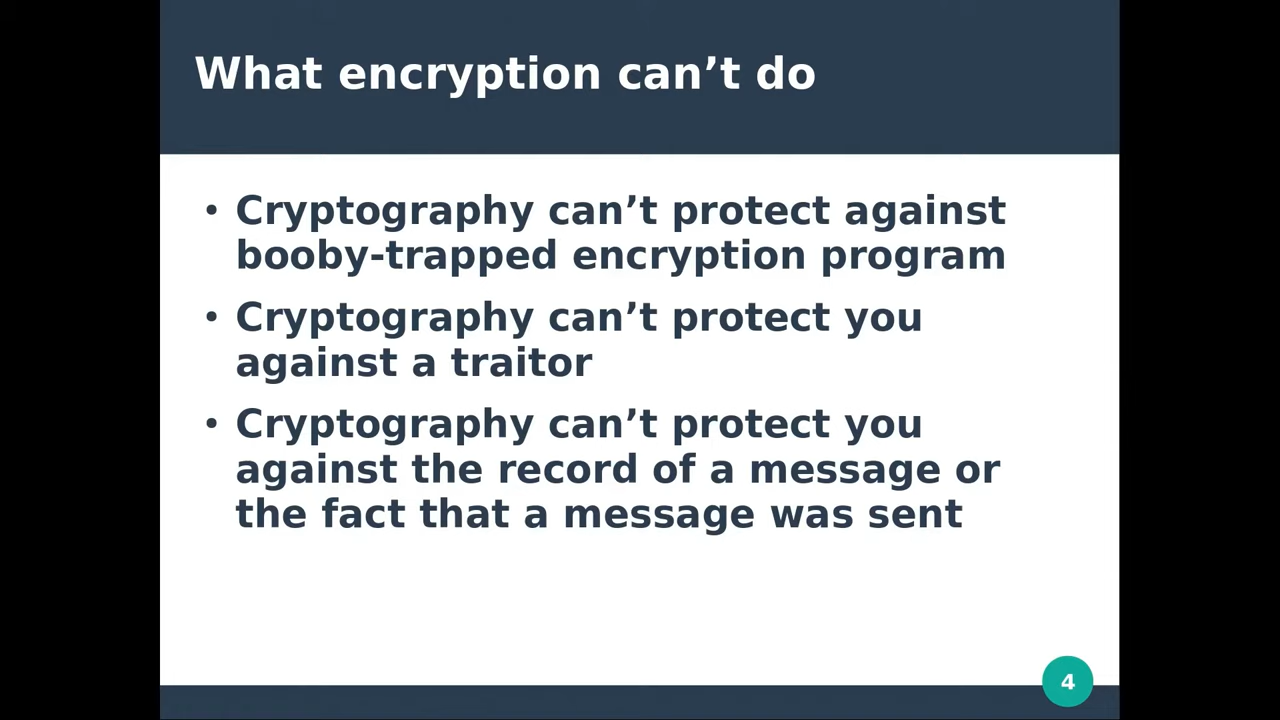 What encryption can’t do
• Cryptography can’t protect against
booby-trapped encryption program
• Cryptography can’t protect you
against a traitor
• Cryptography can’t protect you
against the record of a message or
the fact that a message was sent
4